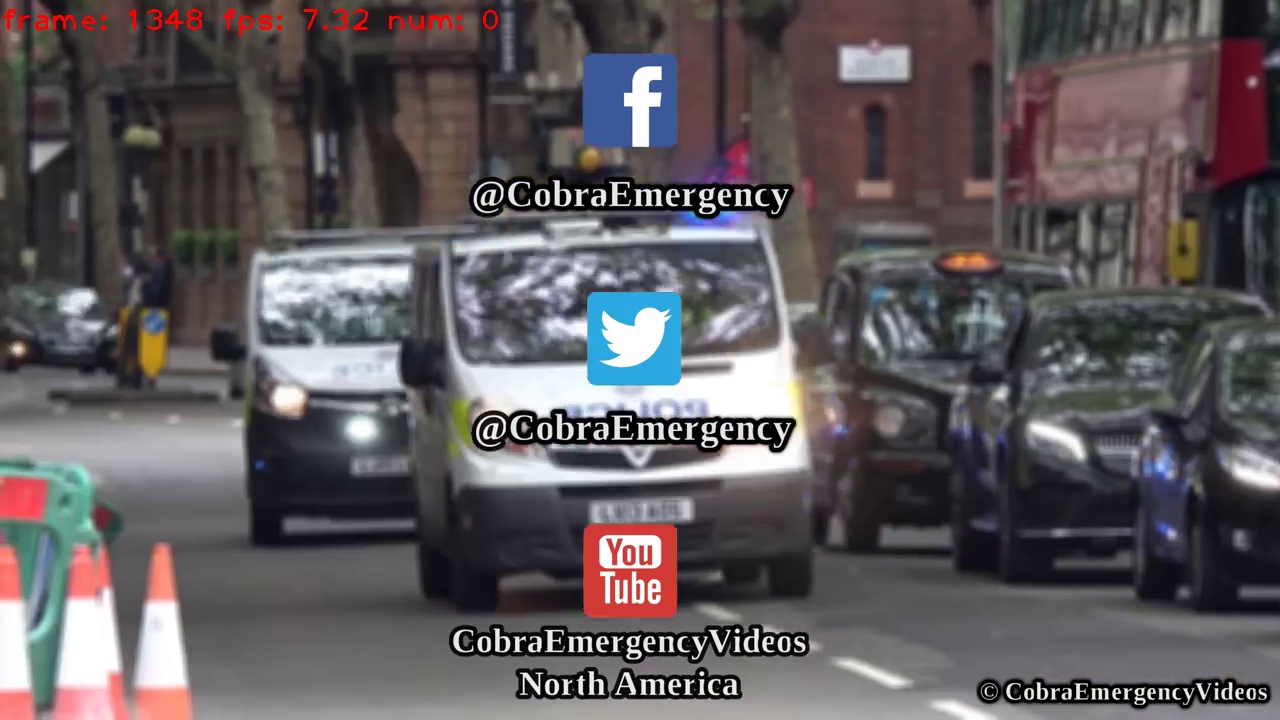 frame: 1348 fps: 7.32 num: 0
@CobraEmergency
@CobraEmergency
You
Tube
CobraEmergencyVideos
North America
© CobraEmergencyVideos